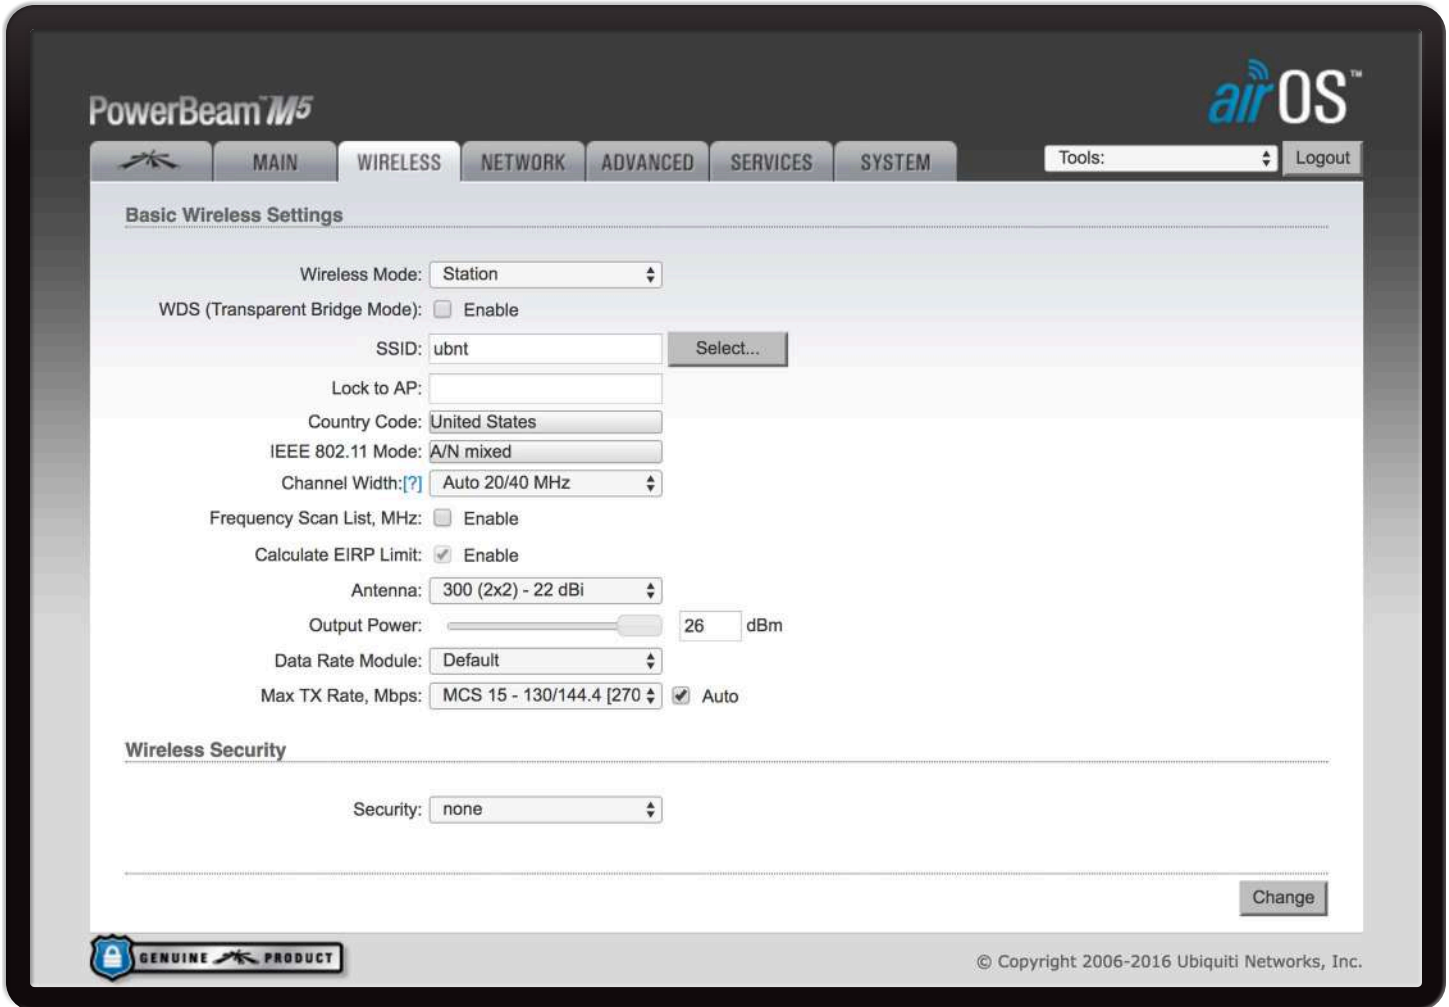 PowerBeam™ M5
airOS™
MAIN WIRELESS NETWORK ADVANCED SERVICES SYSTEM Tools: Logout
Basic Wireless Settings
Wireless Mode: Station
WDS (Transparent Bridge Mode): Enable
SSID: ubnt Select...
Lock to AP:
Country Code: United States
IEEE 802.11 Mode: A/N mixed
Channel Width:[?] Auto 20/40 MHz
Frequency Scan List, MHz: Enable
Calculate EIRP Limit: Enable
Antenna: 300 (2x2) - 22 dBi
Output Power: 26 dBm
Data Rate Module: Default
Max TX Rate, Mbps: MCS 15 - 130/144.4 [270 Auto
Wireless Security
Security: none
Change
GENUINE PRODUCT
© Copyright 2006-2016 Ubiquiti Networks, Inc.